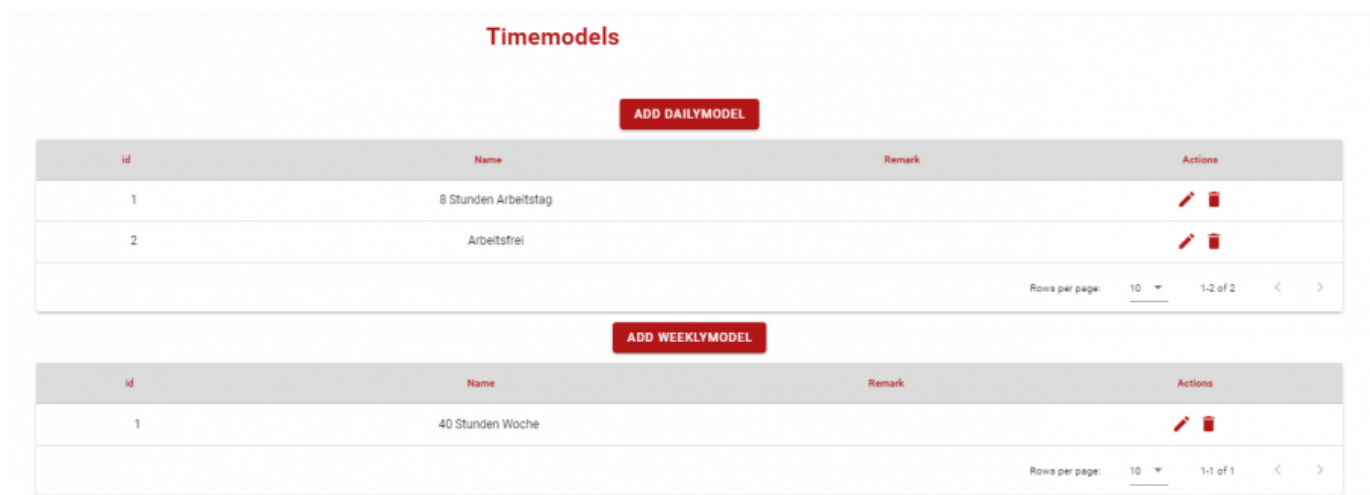 Timemodels
ADD DAILYMODEL
id Name Remark Actions
1 8 Stunden Arbeitstag
2 Arbeitsfrei
Rows per page: 10 1-2 of 2
ADD WEEKLYMODEL
id Name Remark Actions
1 40 Stunden Woche
Rows per page: 10 1-1 of 1